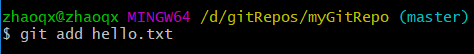 zhaoqx@zhaoqx MINGW64 /d/gitRepos/myGitRepo (master)
$ git add hello.txt